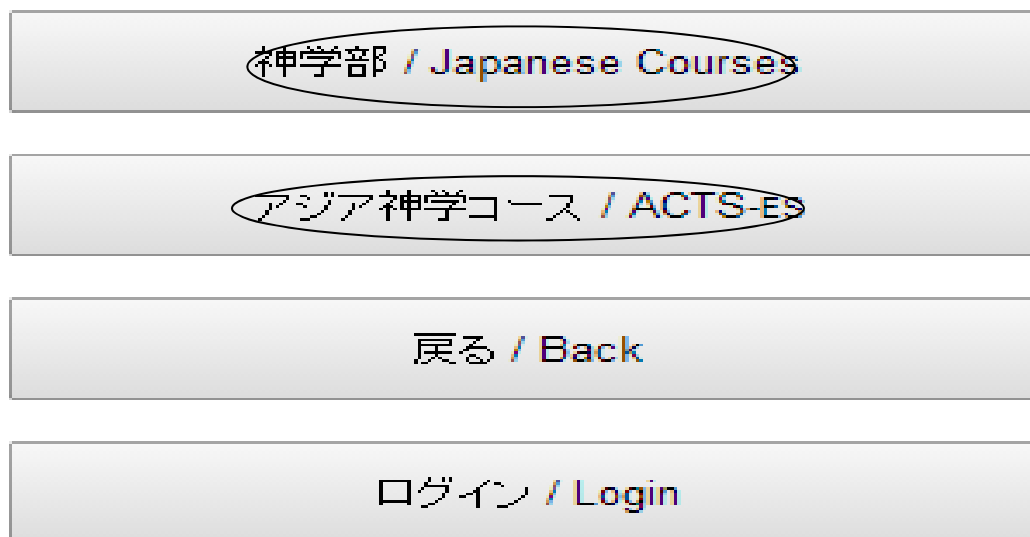 神学部 / Japanese Courses
アジア神学コース / ACTS-ES
戻る / Back
ログイン / Login